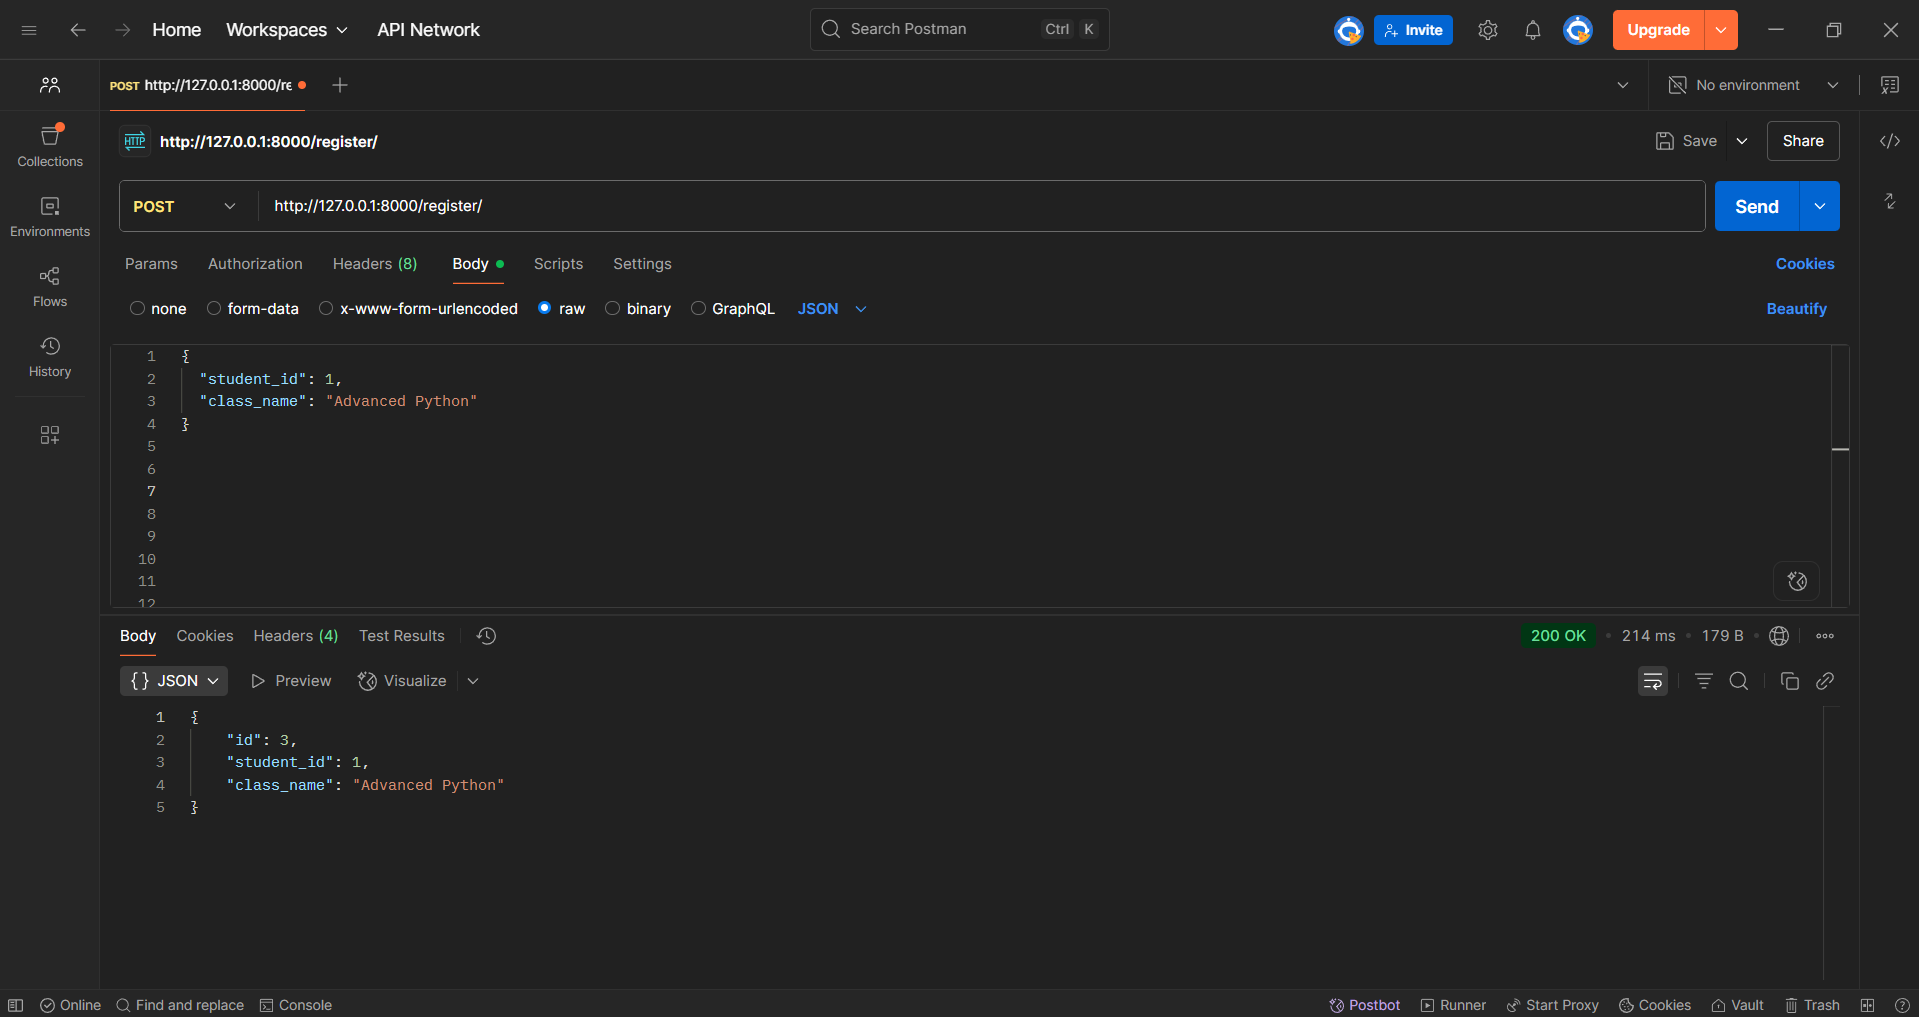 Home Workspaces API Network Search Postman Ctrl K Invite Upgrade
POST http://127.0.0.1:8000/re No environment
HTTP http://127.0.0.1:8000/register/ Save Share
Collections
POST http://127.0.0.1:8000/register/ Send
Environments
Params Authorization Headers (8) Body Scripts Settings Cookies
Flows
none form-data x-www-form-urlencoded raw binary GraphQL JSON Beautify
History
1 {
2 "student_id": 1,
3 "class_name": "Advanced Python"
4 }
5
6
7
8
9
10
11
12
Body Cookies Headers (4) Test Results 200 OK • 214 ms • 179 B •
{} JSON Preview Visualize
1 {
2 "id": 3,
3 "student_id": 1,
4 "class_name": "Advanced Python"
5 }
Online Find and replace Console Postbot Runner Start Proxy Cookies Vault Trash